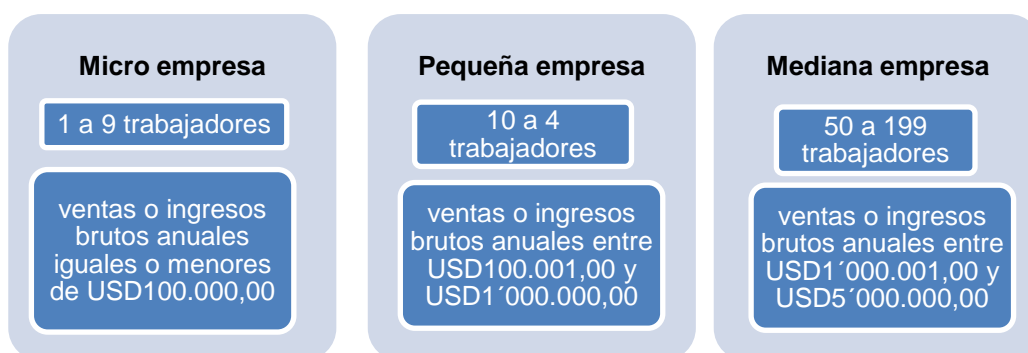 Micro empresa
1 a 9 trabajadores
ventas o ingresos
brutos anuales
iguales o menores
de USD100.000,00
Pequeña empresa
10 a 4
trabajadores
ventas o ingresos
brutos anuales entre
USD100.001,00 y
USD1´000.000,00
Mediana empresa
50 a 199
trabajadores
ventas o ingresos
brutos anuales entre
USD1´000.001,00 y
USD5´000.000,00